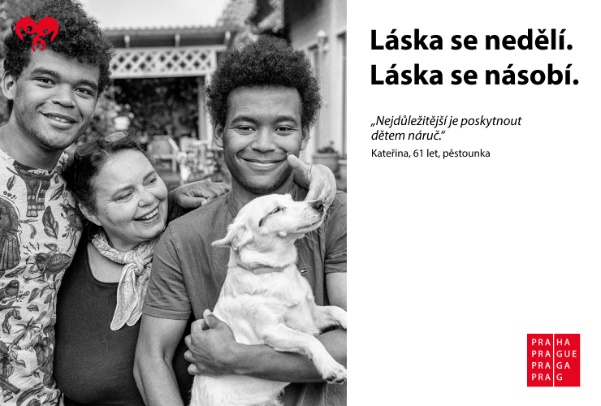 Láska se nedělí.
Láska se násobí.
„Nejdůležitější je poskytnout
dětem náruč.“
Kateřina, 61 let, pěstounka
PRA HA
PRA GUE
PRA GA
PRA G